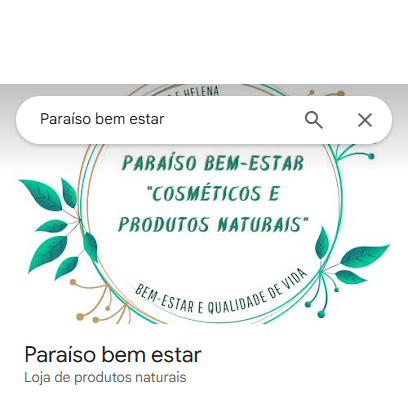 E HELENA
Paraíso bem estar
PARAÍSO BEM-ESTAR
"COSMÉTICOS E
PRODUTOS NATURAIS"
BEM-ESTAR E QUALIDADE DE VIDA
Paraíso bem estar
Loja de produtos naturais